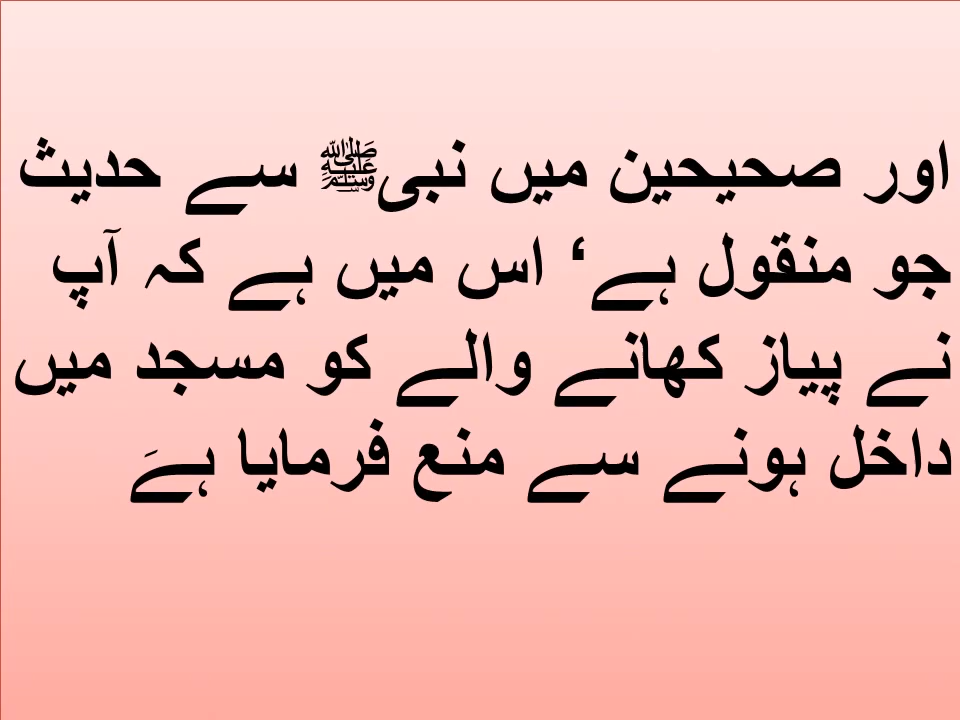 اور صحیحین میں نبیﷺ سے حدیث
جو منقول ہے‘ اس میں ہے کہ آپ
نے پیاز کھانے والے کو مسجد میں
داخل ہونے سے منع فرمایا ہےَ